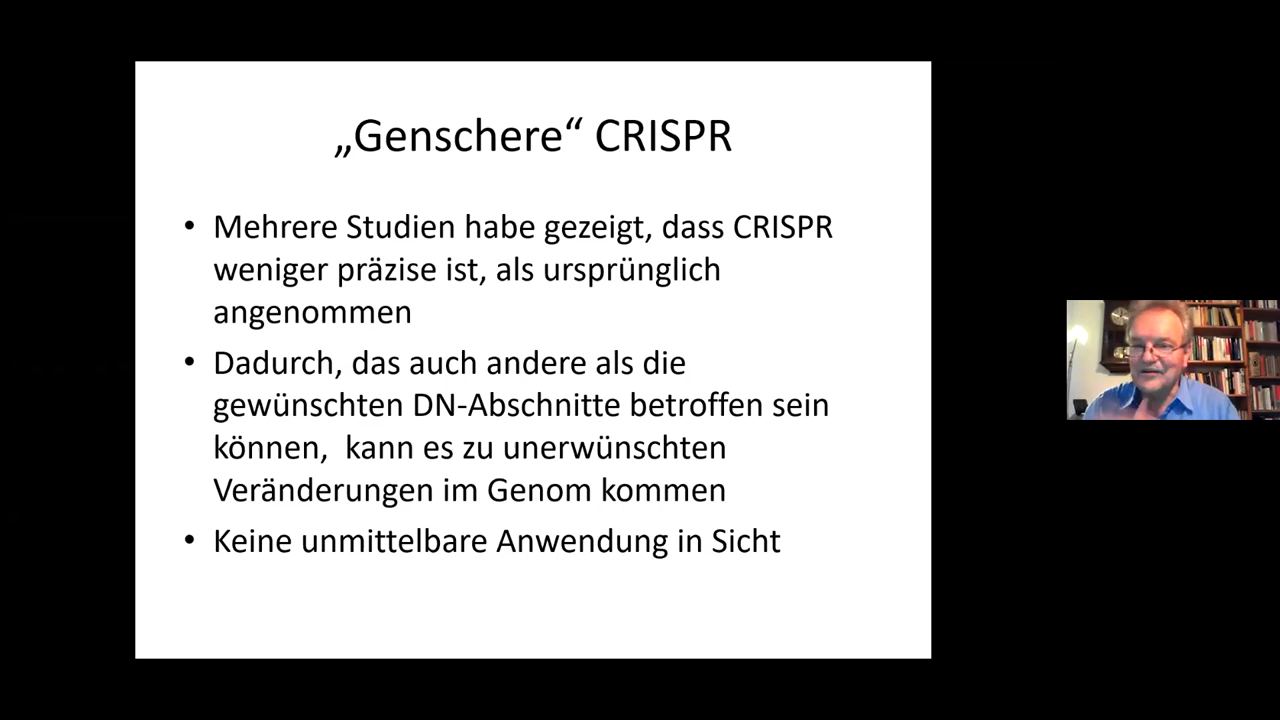 „Genschere“ CRISPR
• Mehrere Studien habe gezeigt, dass CRISPR
weniger präzise ist, als ursprünglich
angenommen
• Dadurch, das auch andere als die
gewünschten DN-Abschnitte betroffen sein
können,  kann es zu unerwünschten
Veränderungen im Genom kommen
• Keine unmittelbare Anwendung in Sicht